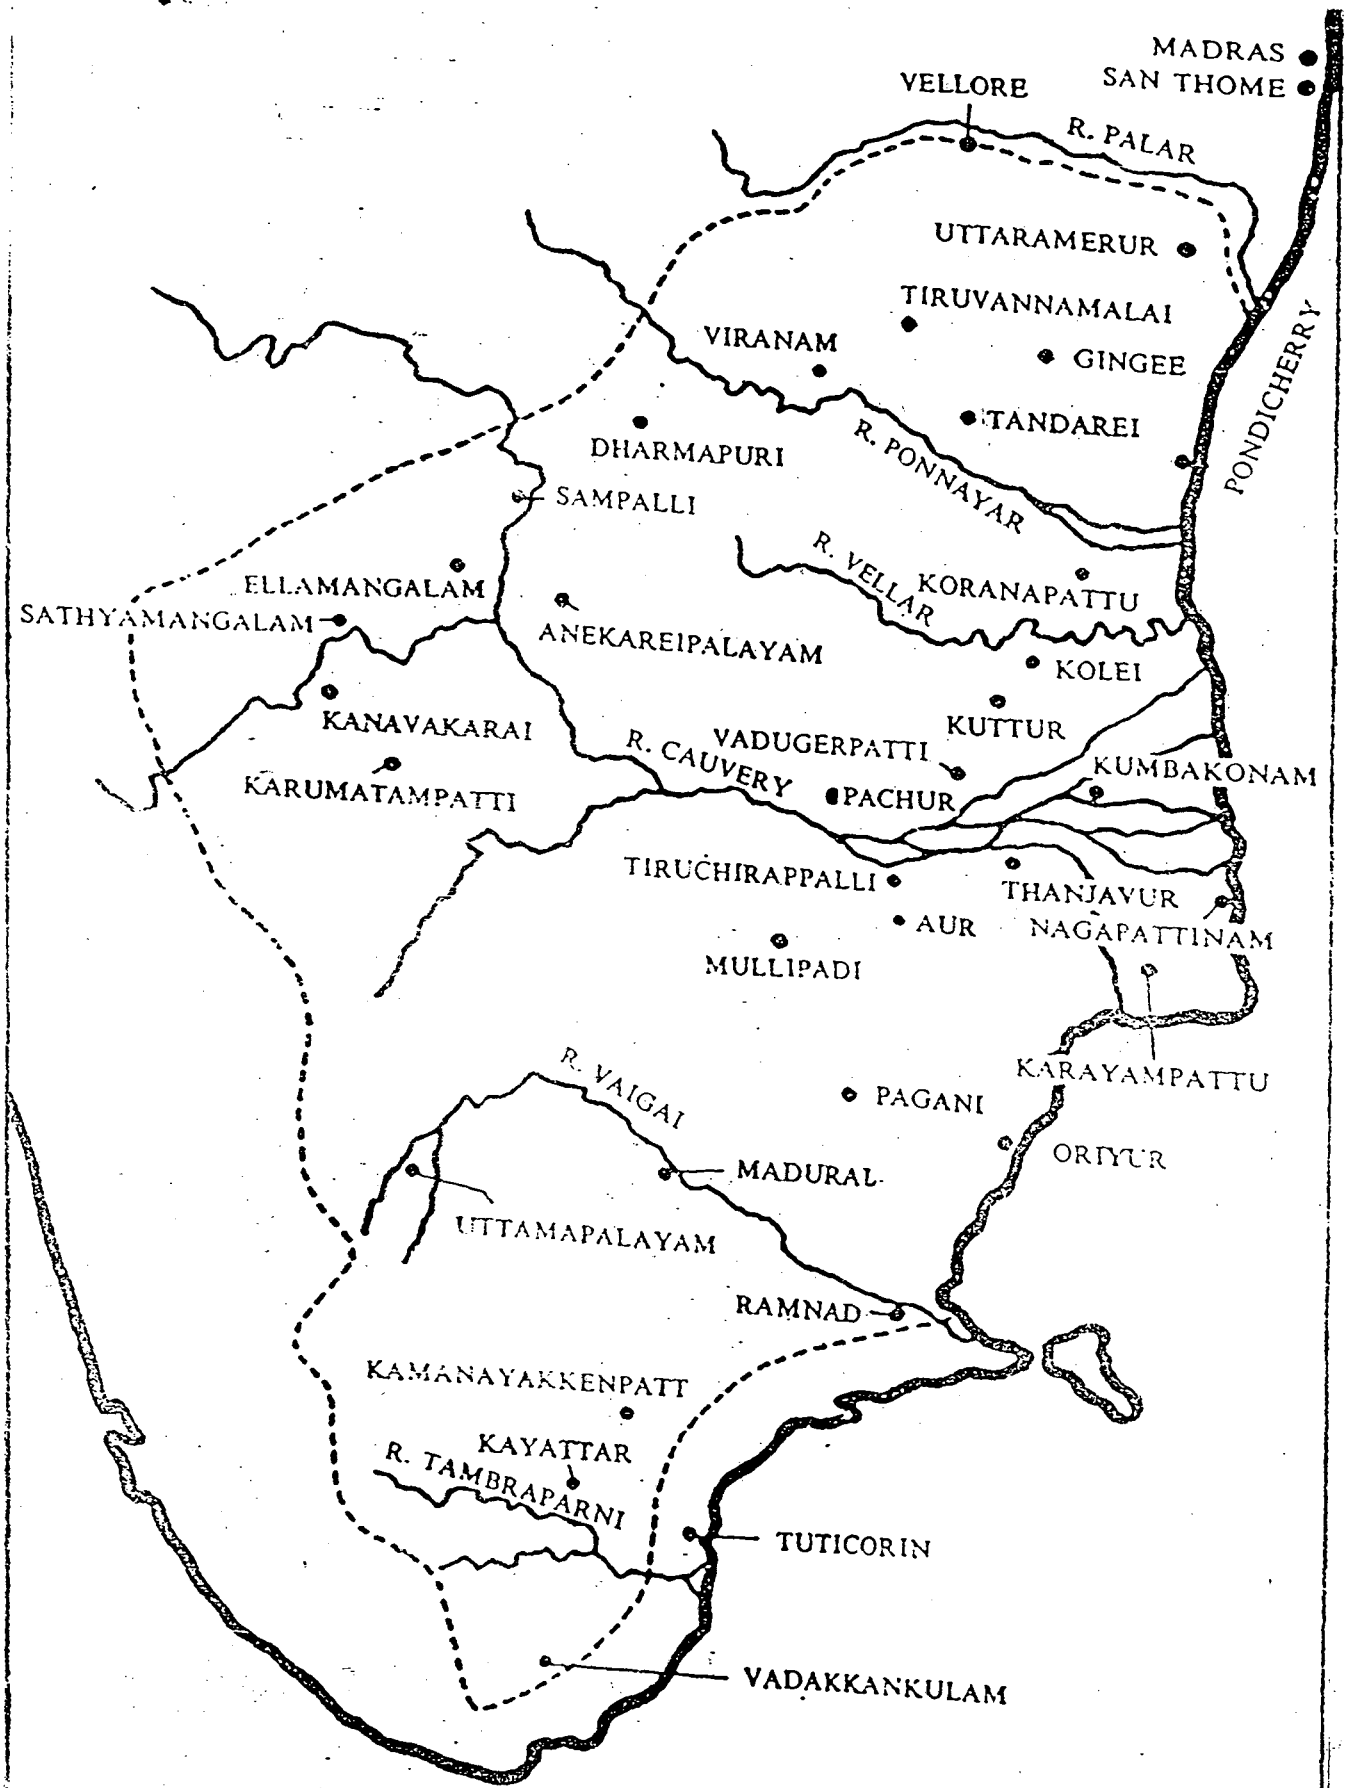 MADRAS
SAN THOME
VELLORE
R. PALAR
UTTARAMERUR
TIRUVANNAMALAI
VIRANAM
GINGEE
PONDICHERRY
TANDAREI
DHARMAPURI
R. PONNAYAR
SAMPALLI
R. VELLAR
ELLAMANGALAM
KORANAPATTU
SATHYAMANGALAM
ANEKAREIPALAYAM
KOLEI
KANAVAKARAI
KUTTUR
VADUGERPATTI
R. CAUVERY
KUMBAKONAM
KARUMATAMPATTI
PACHUR
TIRUCHIRAPPALLI
THANJAVUR
AUR
NAGAPATTINAM
MULLIPADI
R. VAIGAI
KARAYAMPATTU
PAGANI
ORIYUR
MADURAI
UTTAMAPALAYAM
RAMNAD
KAMANAYAKKENPATT
KAYATTAR
R. TAMBRAPARNI
TUTICORIN
VADAKKANKULAM